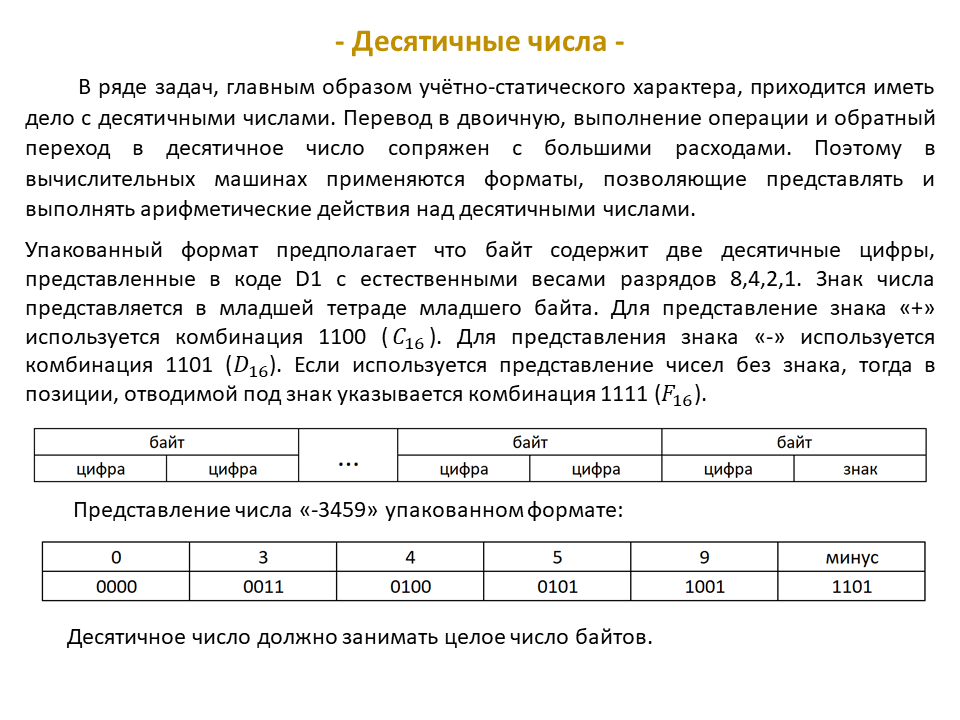 - Десятичные числа -
В ряде задач, главным образом учётно-статического характера, приходится иметь
дело с десятичными числами. Перевод в двоичную, выполнение операции и обратный
переход в десятичное число сопряжен с большими расходами. Поэтому в
вычислительных машинах применяются форматы, позволяющие представлять и
выполнять арифметические действия над десятичными числами.
Упакованный формат предполагает что байт содержит две десятичные цифры,
представленные в коде D1 с естественными весами разрядов 8,4,2,1. Знак числа
представляется в младшей тетраде младшего байта. Для представление знака «+»
используется комбинация 1100 ( C₁₆ ). Для представления знака «-» используется
комбинация 1101 (D₁₆). Если используется представление чисел без знака, тогда в
позиции, отводимой под знак указывается комбинация 1111 (F₁₆).
байт ... байт байт
цифра цифра цифра цифра цифра знак
Представление числа «-3459» упакованном формате:
0 3 4 5 9 минус
0000 0011 0100 0101 1001 1101
Десятичное число должно занимать целое число байтов.